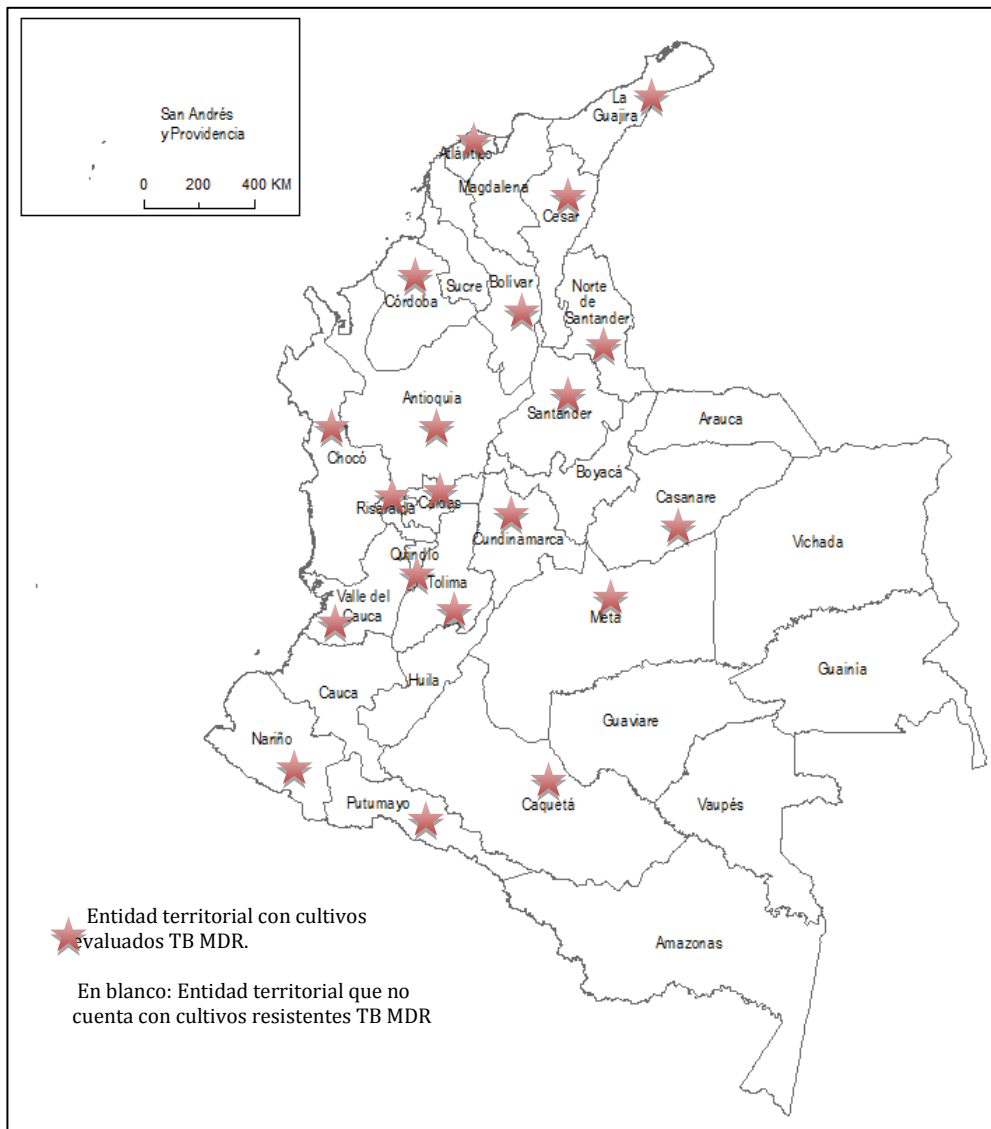 San Andrés
y Providencia
0 200 400 KM
La
Guajira
Atlántico
Magdalena
Cesar
Córdoba
Sucre
Bolivar
Norte
de
Santander
Antioquia
Santander
Arauca
Chocó
Boyacá
Risaralda
Caldas
Casanare
Cundinamarca
Vichada
Quindío
Tolima
Valle del
Cauca
Meta
Guainía
Huila
Cauca
Guaviare
Nariño
Putumayo
Caquetá
Vaupés
Amazonas
Entidad territorial con cultivos
evaluados TB MDR.
En blanco: Entidad territorial que no
cuenta con cultivos resistentes TB MDR